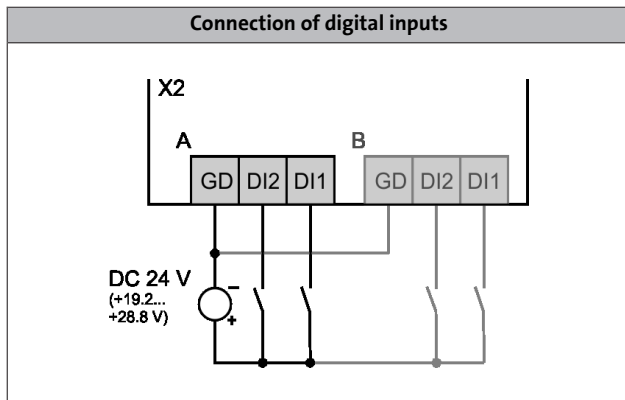 Connection of digital inputs
X2
A
B
GD DI2 DI1
GD DI2 DI1
DC 24 V
(+19.2...
+28.8 V)
−
+